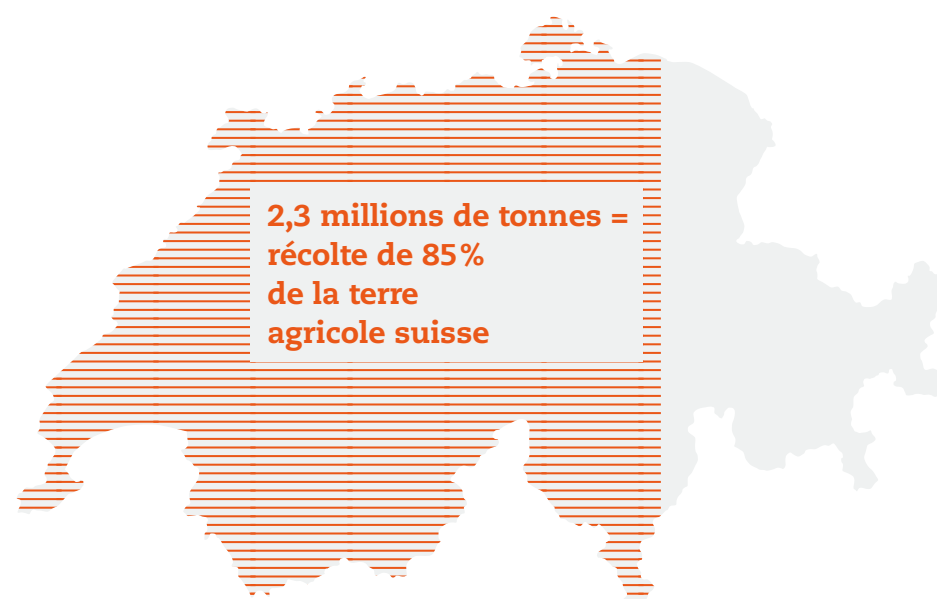 2,3 millions de tonnes =
récolte de 85%
de la terre
agricole suisse